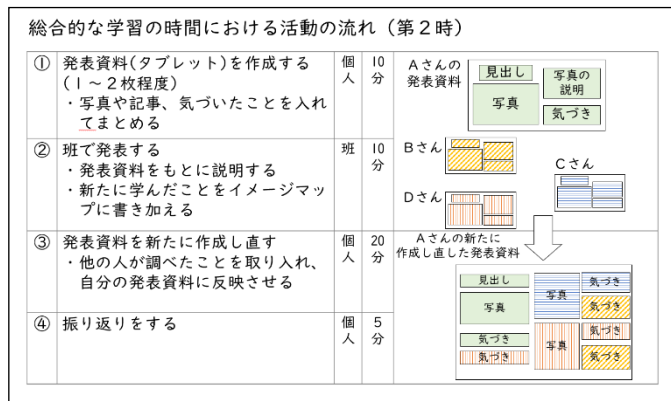 総合的な学習の時間における活動の流れ（第２時）
① 発表資料(タブレット)を作成する
(１～２枚程度)
・写真や記事、気づいたことを入れ
てまとめる
個人
10分
Aさんの
発表資料
見出し
写真
写真の
説明
気づき
② 班で発表する
・発表資料をもとに説明する
・新たに学んだことをイメージマッ
プに書き加える
班
10分
Bさん
Cさん
Dさん
③ 発表資料を新たに作成し直す
・他の人が調べたことを取り入れ、
自分の発表資料に反映させる
個人
20分
Aさんの新たに
作成し直した発表資料
④ 振り返りをする
個人
5分
見出し
写真
気づき
気づき
写真
写真
気づき
気づき
気づき
気づき